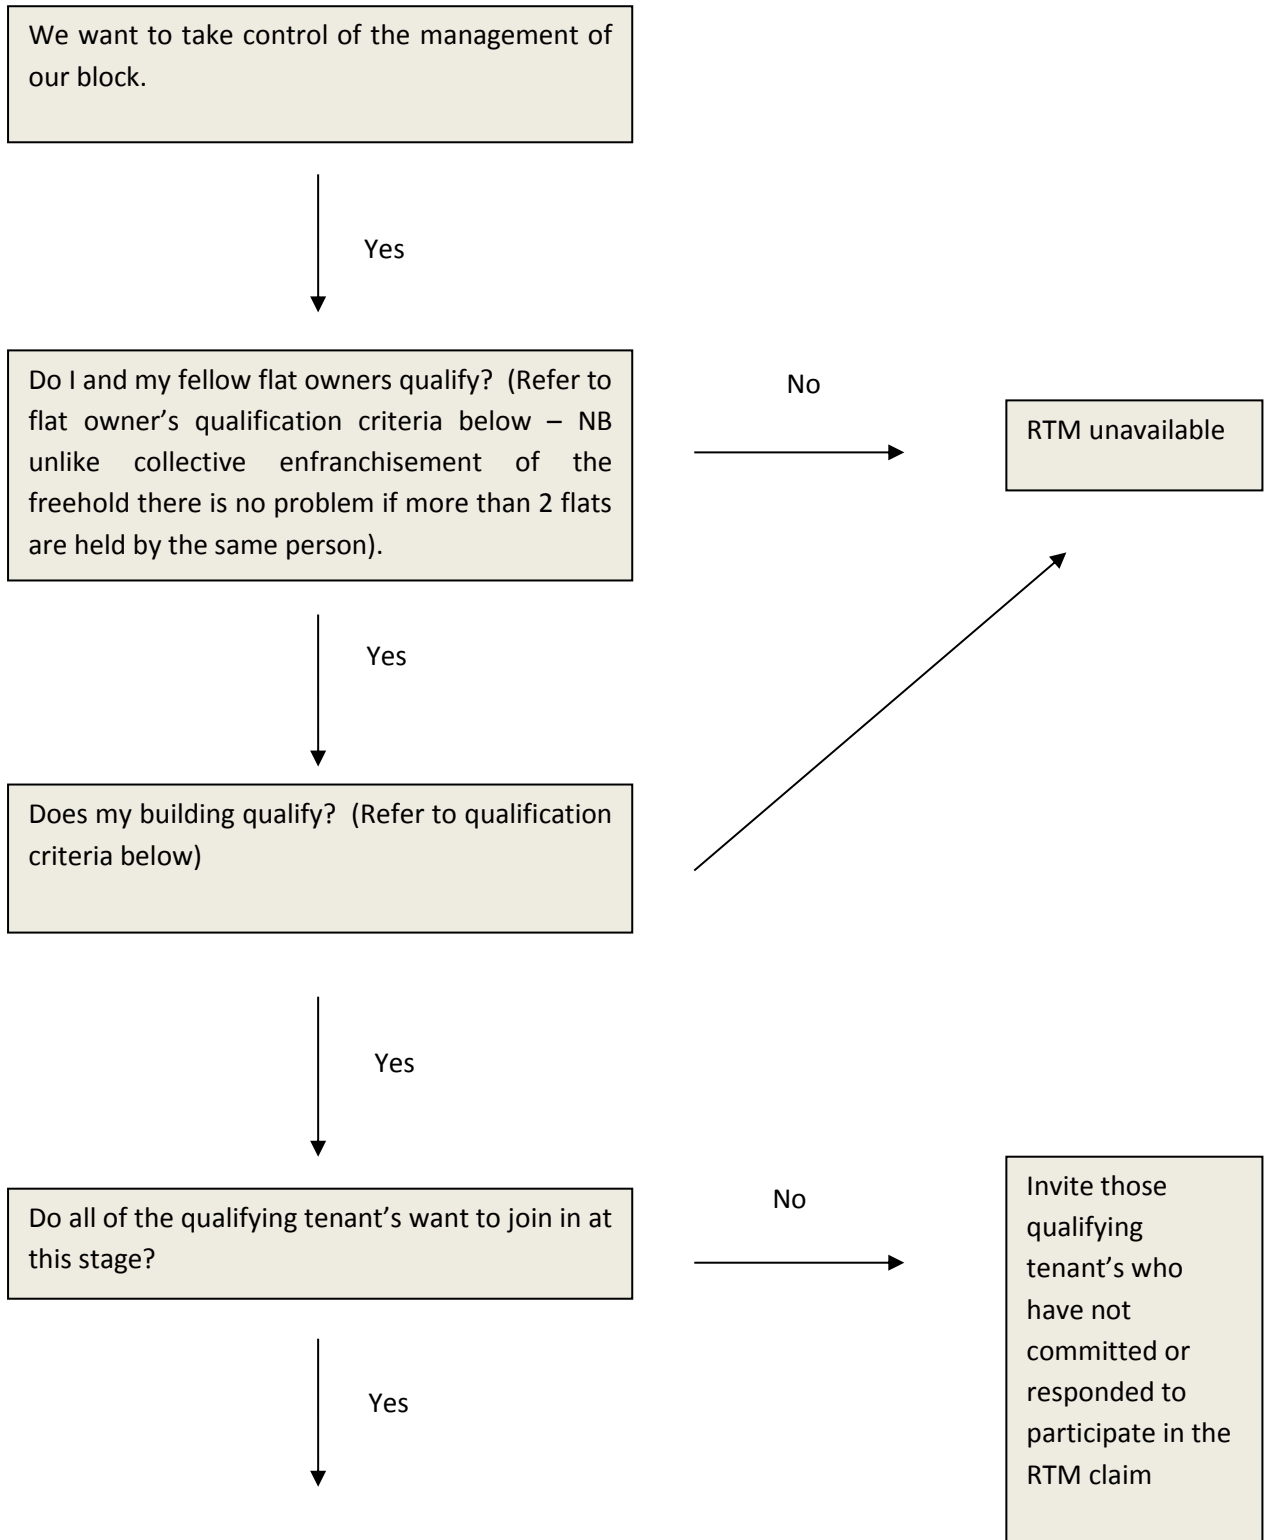 We want to take control of the management of
our block.
Yes
Do I and my fellow flat owners qualify? (Refer to
flat owner’s qualification criteria below – NB
unlike collective enfranchisement of the
freehold there is no problem if more than 2 flats
are held by the same person).
No
RTM unavailable
Yes
Does my building qualify? (Refer to qualification
criteria below)
Yes
Do all of the qualifying tenant’s want to join in at
this stage?
No
Invite those
qualifying
tenant’s who
have not
committed or
responded to
participate in the
RTM claim
Yes